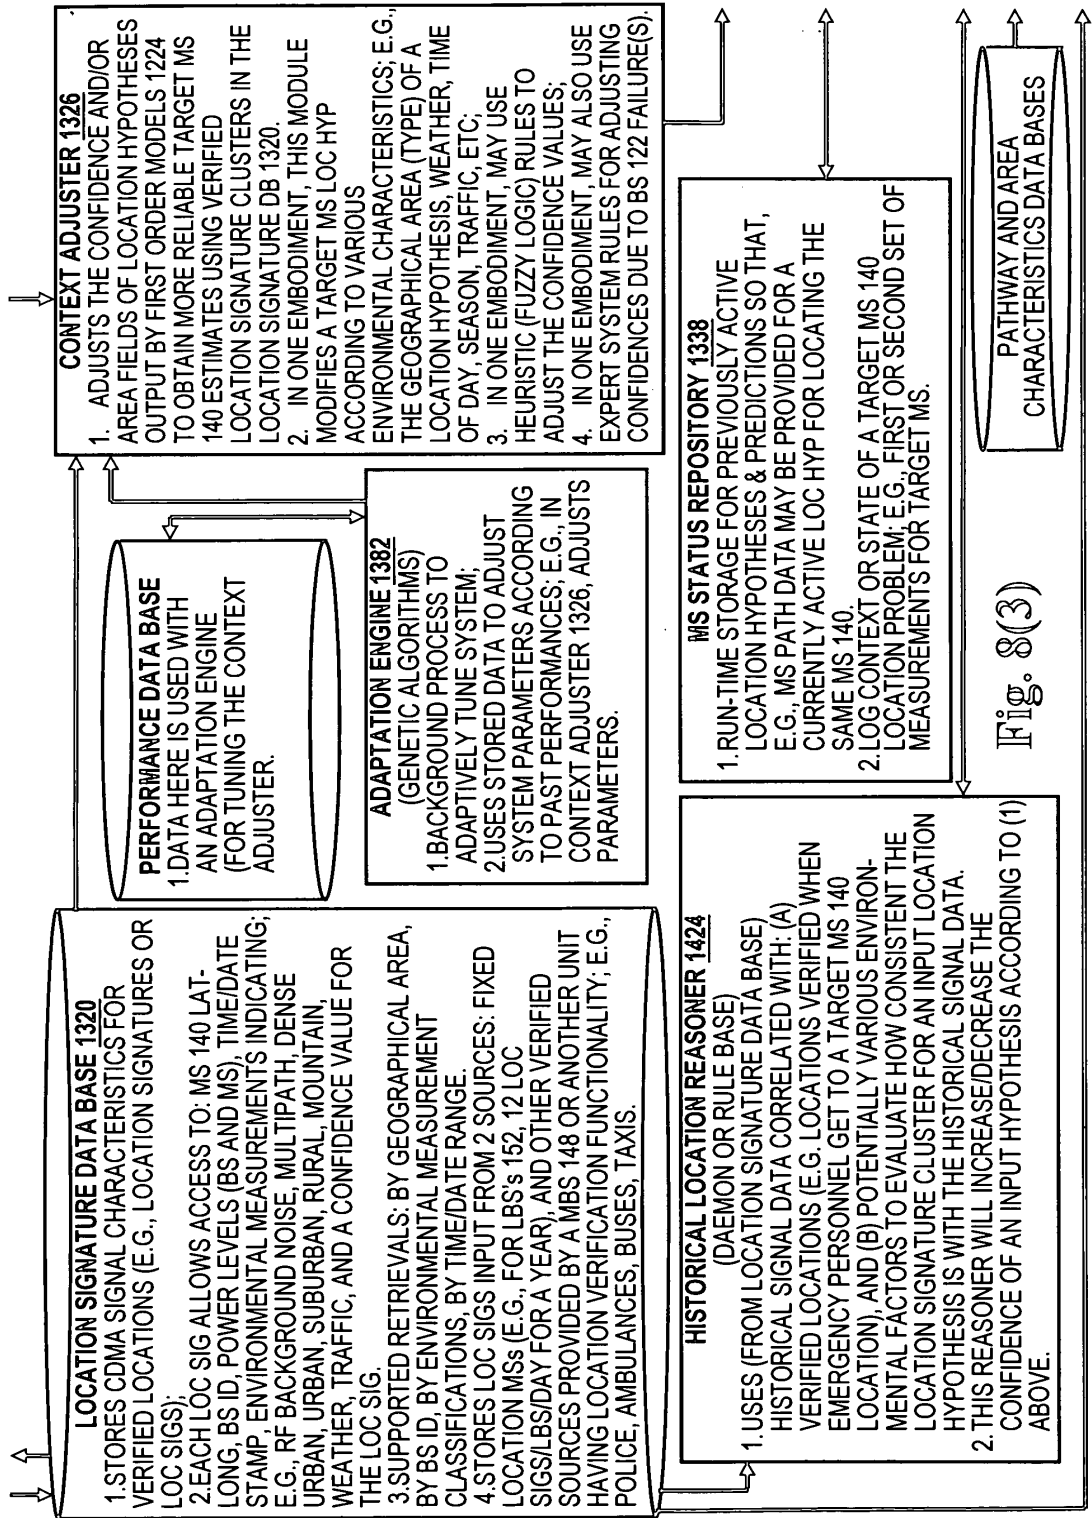 LOCATION SIGNATURE DATA BASE 1320
1.STORES CDMA SIGNAL CHARACTERISTICS FOR
VERIFIED LOCATIONS (E.G., LOCATION SIGNATURES OR
LOC SIGS);
2.EACH LOC SIG ALLOWS ACCESS TO: MS 140 LAT-
LONG, BS ID, POWER LEVELS (BS AND MS), TIME/DATE
STAMP, ENVIRONMENTAL MEASUREMENTS INDICATING;
E.G., RF BACKGROUND NOISE, MULTIPATH, DENSE
URBAN, URBAN, SUBURBAN, RURAL, MOUNTAIN,
WEATHER, TRAFFIC, AND A CONFIDENCE VALUE FOR
THE LOC SIG.
3.SUPPORTED RETRIEVALS: BY GEOGRAPHICAL AREA,
BY BS ID, BY ENVIRONMENTAL MEASUREMENT
CLASSIFICATIONS, BY TIME/DATE RANGE.
4.STORES LOC SIGS INPUT FROM 2 SOURCES: FIXED
LOCATION MSs (E.G., FOR LBS's 152, 12 LOC
SIGS/LBS/DAY FOR A YEAR), AND OTHER VERIFIED
SOURCES PROVIDED BY A MBS 148 OR ANOTHER UNIT
HAVING LOCATION VERIFICATION FUNCTIONALITY; E.G.,
POLICE, AMBULANCES, BUSES, TAXIS.
PERFORMANCE DATA BASE
1.DATA HERE IS USED WITH
AN ADAPTATION ENGINE
(FOR TUNING THE CONTEXT
ADJUSTER.
ADAPTATION ENGINE 1382
(GENETIC ALGORITHMS)
1.BACKGROUND PROCESS TO
ADAPTIVELY TUNE SYSTEM;
2.USES STORED DATA TO ADJUST
SYSTEM PARAMETERS ACCORDING
TO PAST PERFORMANCES; E.G., IN
CONTEXT ADJUSTER 1326, ADJUSTS
PARAMETERS.
CONTEXT ADJUSTER 1326
1. ADJUSTS THE CONFIDENCE AND/OR
AREA FIELDS OF LOCATION HYPOTHESES
OUTPUT BY FIRST ORDER MODELS 1224
TO OBTAIN MORE RELIABLE TARGET MS
140 ESTIMATES USING VERIFIED
LOCATION SIGNATURE CLUSTERS IN THE
LOCATION SIGNATURE DB 1320.
2. IN ONE EMBODIMENT, THIS MODULE
MODIFIES A TARGET MS LOC HYP
ACCORDING TO VARIOUS
ENVIRONMENTAL CHARACTERISTICS; E.G.,
THE GEOGRAPHICAL AREA (TYPE) OF A
LOCATION HYPOTHESIS, WEATHER, TIME
OF DAY, SEASON, TRAFFIC, ETC;
3. IN ONE EMBODIMENT, MAY USE
HEURISTIC (FUZZY LOGIC) RULES TO
ADJUST THE CONFIDENCE VALUES;
4. IN ONE EMBODIMENT, MAY ALSO USE
EXPERT SYSTEM RULES FOR ADJUSTING
CONFIDENCES DUE TO BS 122 FAILURE(S).
HISTORICAL LOCATION REASONER 1424
(DAEMON OR RULE BASE)
1.USES (FROM LOCATION SIGNATURE DATA BASE)
HISTORICAL SIGNAL DATA CORRELATED WITH: (A)
VERIFIED LOCATIONS (E.G. LOCATIONS VERIFIED WHEN
EMERGENCY PERSONNEL GET TO A TARGET MS 140
LOCATION), AND (B) POTENTIALLY VARIOUS ENVIRON-
MENTAL FACTORS TO EVALUATE HOW CONSISTENT THE
LOCATION SIGNATURE CLUSTER FOR AN INPUT LOCATION
HYPOTHESIS IS WITH THE HISTORICAL SIGNAL DATA.
2. THIS REASONER WILL INCREASE/DECREASE THE
CONFIDENCE OF AN INPUT HYPOTHESIS ACCORDING TO (1)
ABOVE.
MS STATUS REPOSITORY 1338
1.RUN-TIME STORAGE FOR PREVIOUSLY ACTIVE
LOCATION HYPOTHESES & PREDICTIONS SO THAT,
E.G., MS PATH DATA MAY BE PROVIDED FOR A
CURRENTLY ACTIVE LOC HYP FOR LOCATING THE
SAME MS 140.
2.LOG CONTEXT OR STATE OF A TARGET MS 140
LOCATION PROBLEM; E.G., FIRST OR SECOND SET OF
MEASUREMENTS FOR TARGET MS.
PATHWAY AND AREA
CHARACTERISTICS DATA BASES
Fig. 8(3)